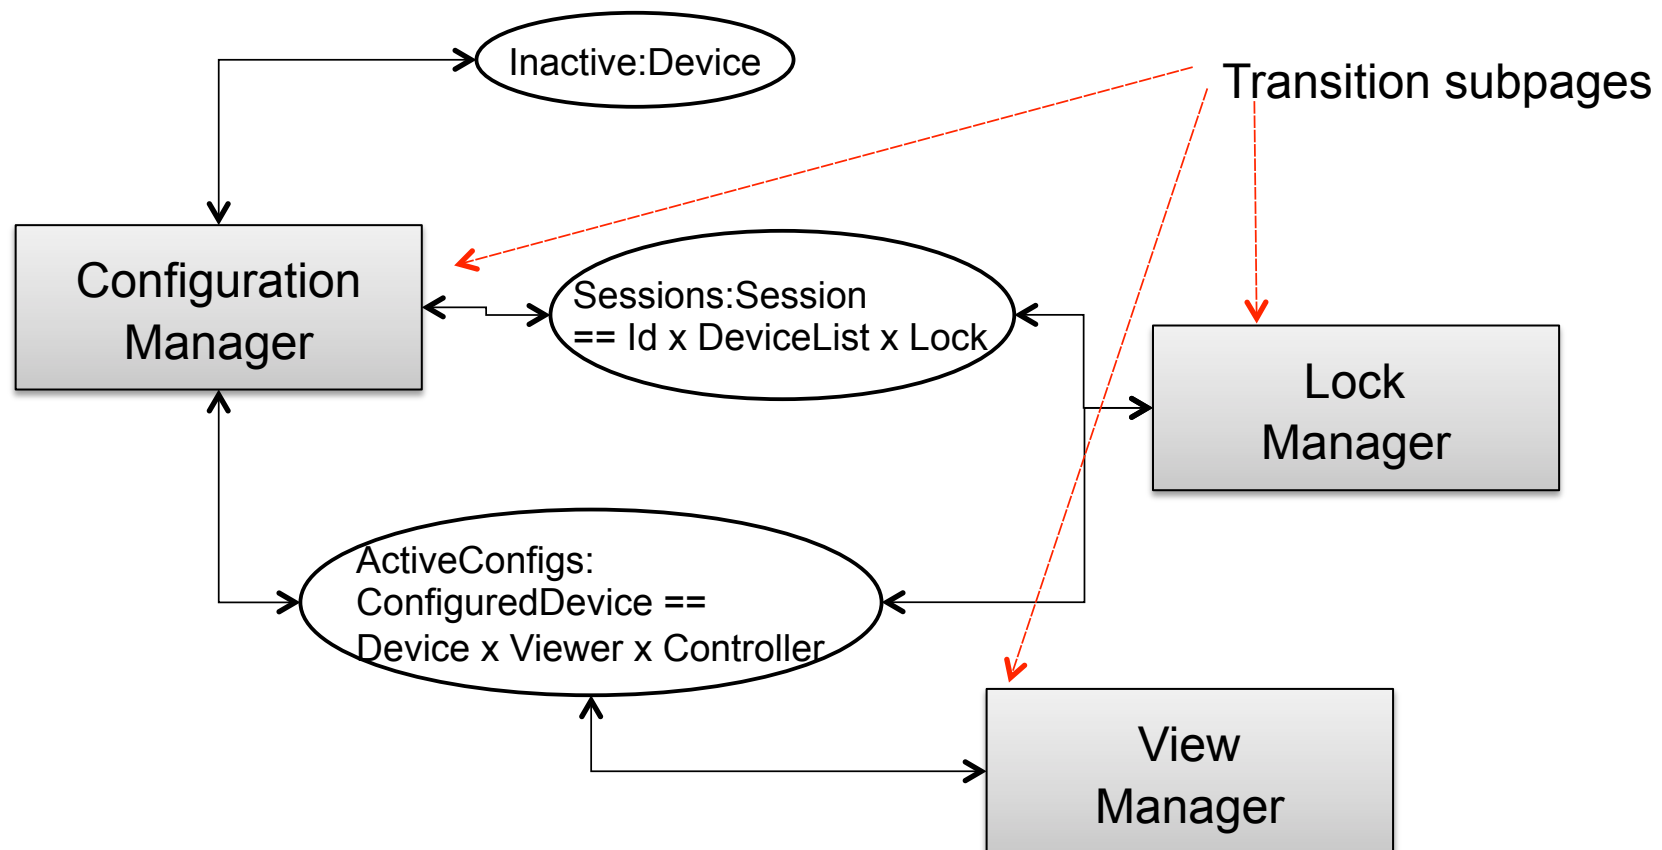 Inactive:Device
Transition subpages
Configuration
Manager
Sessions:Session
== Id x DeviceList x Lock
Lock
Manager
ActiveConfigs:
ConfiguredDevice ==
Device x Viewer x Controller
View
Manager